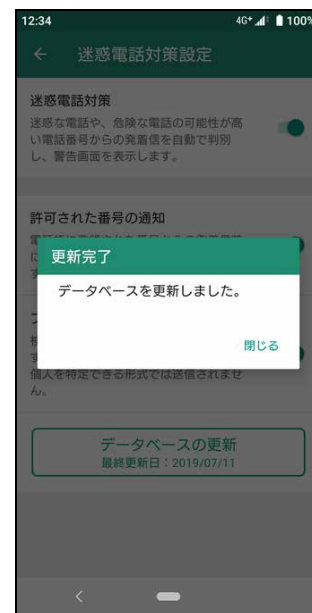 12:34
4G+
100%
迷惑電話対策設定
迷惑電話対策
迷惑な電話や、危険な電話の可能性が高
い電話番号からの発着信を自動で判別
し、警告画面を表示します。
許可された番号の通知
更新完了
データベースを更新しました。
閉じる
個人を特定できる形式では送信されませ
ん。
データベースの更新
最終更新日：2019/07/11